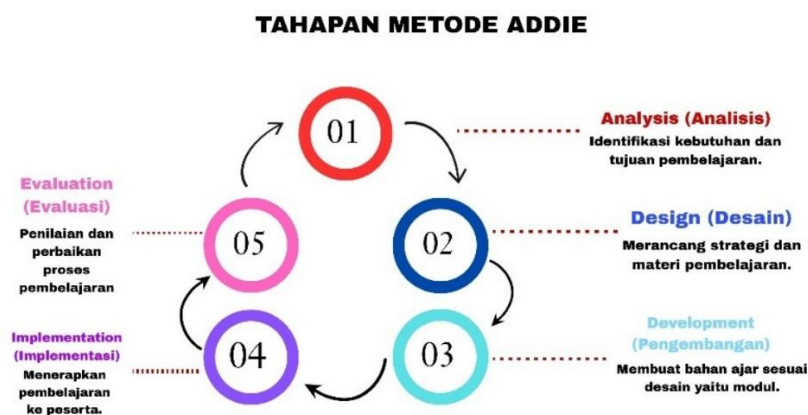 TAHAPAN METODE ADDIE
01
Analysis (Analisis)
Identifikasi kebutuhan dan
tujuan pembelajaran.
02
Design (Desain)
Merancang strategi dan
materi pembelajaran.
03
Development
(Pengembangan)
Membuat bahan ajar sesuai
desain yaitu modul.
04
Implementation
(Implementasi)
Menerapkan
pembelajaran
ke peserta.
05
Evaluation
(Evaluasi)
Penilaian dan
perbaikan
proses
pembelajaran